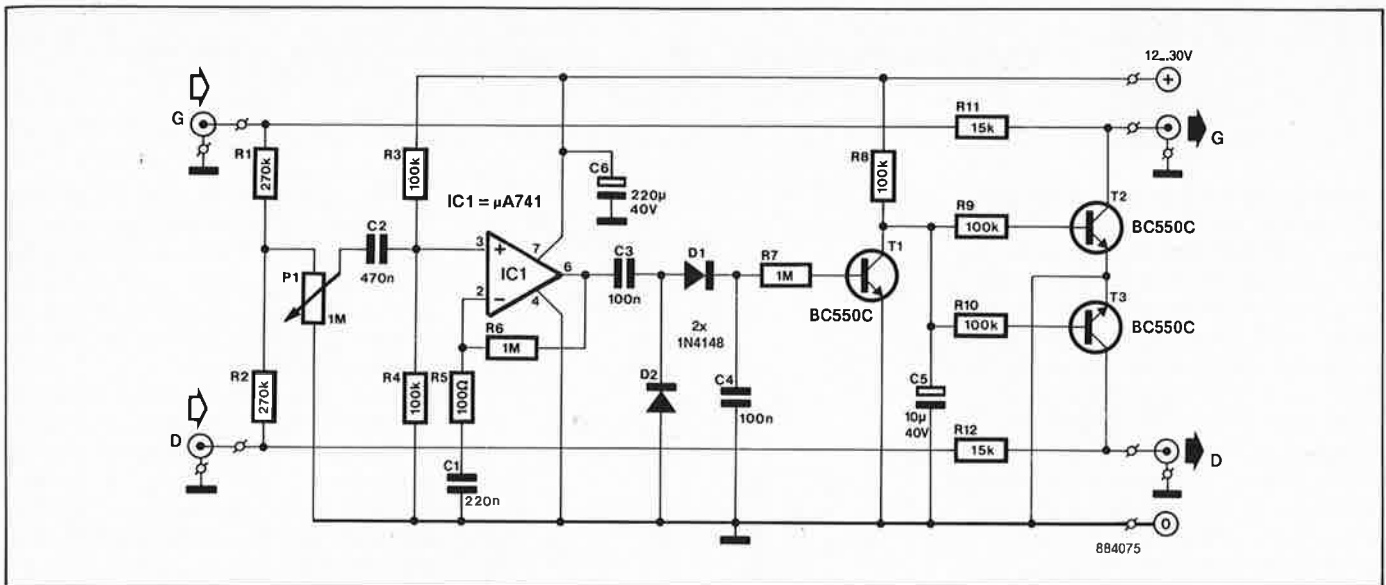 12...30V
+
G
R11
15k
G
R1
270k
R3
100k
R8
100k
C6
220µ
40V
IC1 = µA741
T2
R9
100k
BC550C
C2
470n
3
+
7
IC1
6
2
−
4
C3
100n
D1
R7
1M
T1
BC550C
P1
1M
R6
1M
2x
1N4148
R10
100k
T3
BC550C
R2
270k
R4
100k
R5
100Ω
D2
C4
100n
C5
10µ
40V
D
R12
15k
D
C1
220n
0
884075